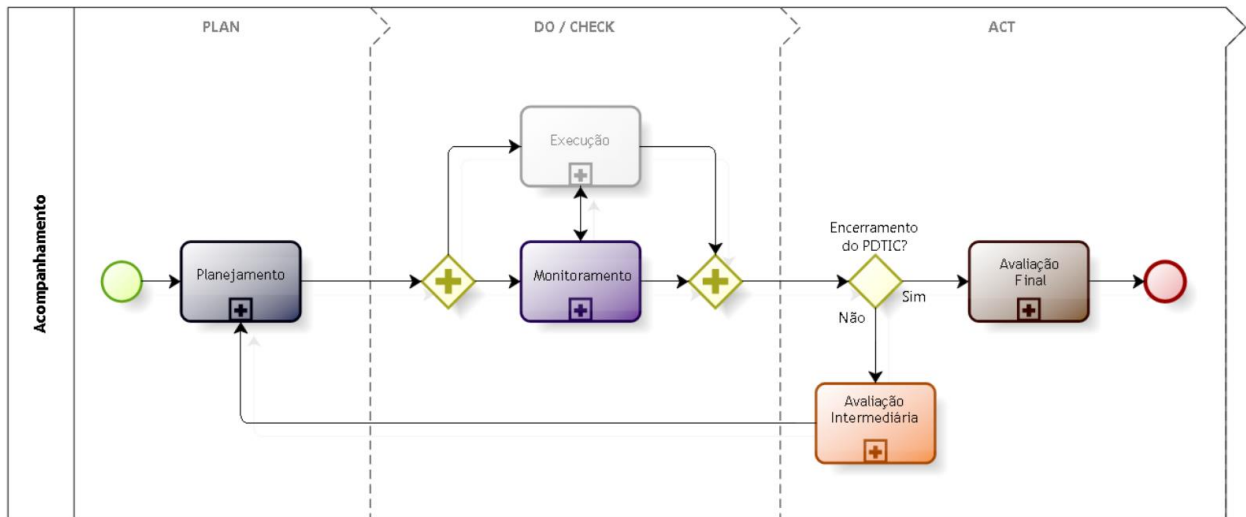 PLAN
DO / CHECK
ACT
Acompanhamento
Planejamento
Execução
Monitoramento
Encerramento
do PDTIC?
Sim
Não
Avaliação
Final
Avaliação
Intermediária